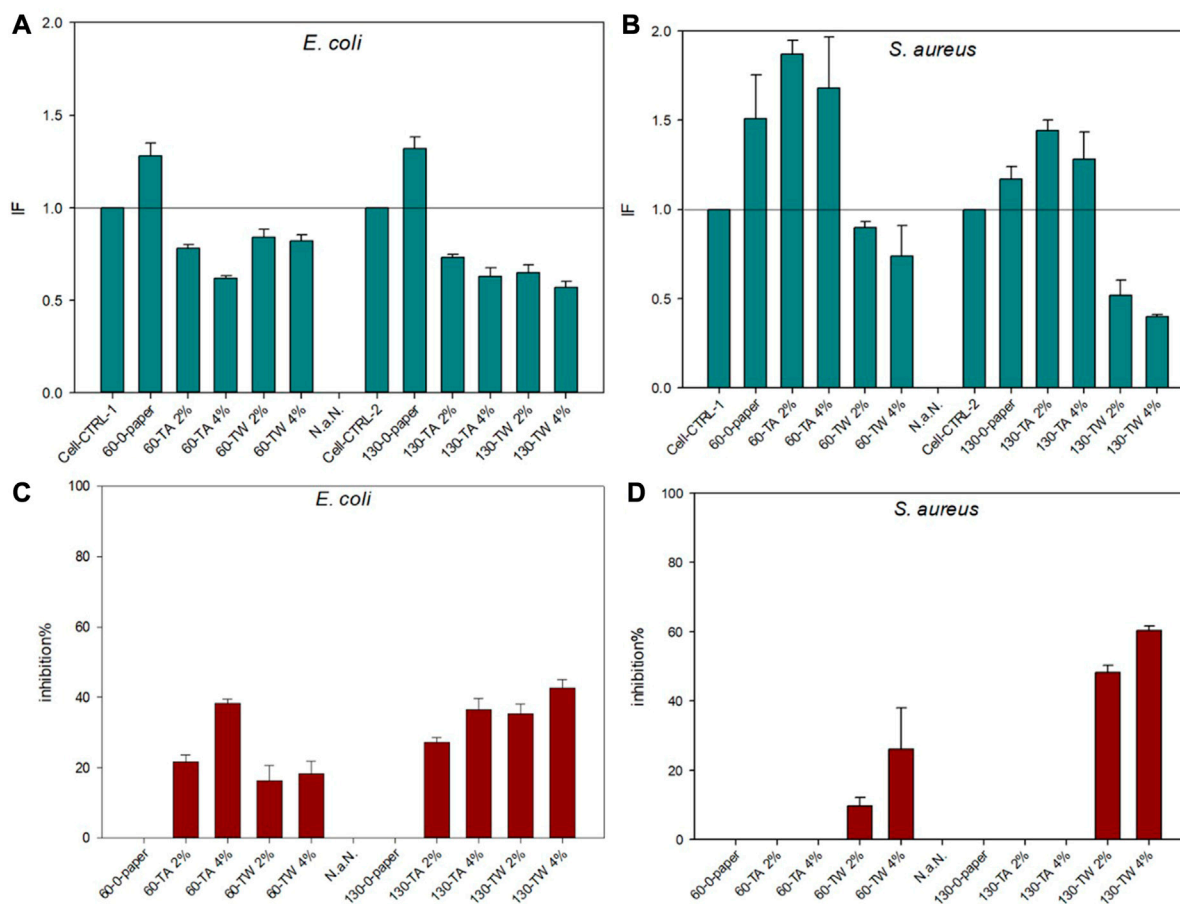 A
E. coli
2.0
1.5
1.0
0.5
0.0
IF
Cell-CTRL-1
60-0-paper
60-TA 2%
60-TA 4%
60-TW 2%
60-TW 4%
N.a.N.
Cell-CTRL-2
130-0-paper
130-TA 2%
130-TA 4%
130-TW 2%
130-TW 4%
B
S. aureus
2.0
1.5
1.0
0.5
0.0
IF
Cell-CTRL-1
60-0-paper
60-TA 2%
60-TA 4%
60-TW 2%
60-TW 4%
N.a.N.
Cell-CTRL-2
130-0-paper
130-TA 2%
130-TA 4%
130-TW 2%
130-TW 4%
C
E. coli
100
80
60
40
20
0
inhibition%
60-0-paper
60-TA 2%
60-TA 4%
60-TW 2%
60-TW 4%
N.a.N.
130-0-paper
130-TA 2%
130-TA 4%
130-TW 2%
130-TW 4%
D
S. aureus
100
80
60
40
20
0
inhibition%
60-0-paper
60-TA 2%
60-TA 4%
60-TW 2%
60-TW 4%
N.a.N.
130-0-paper
130-TA 2%
130-TA 4%
130-TW 2%
130-TW 4%